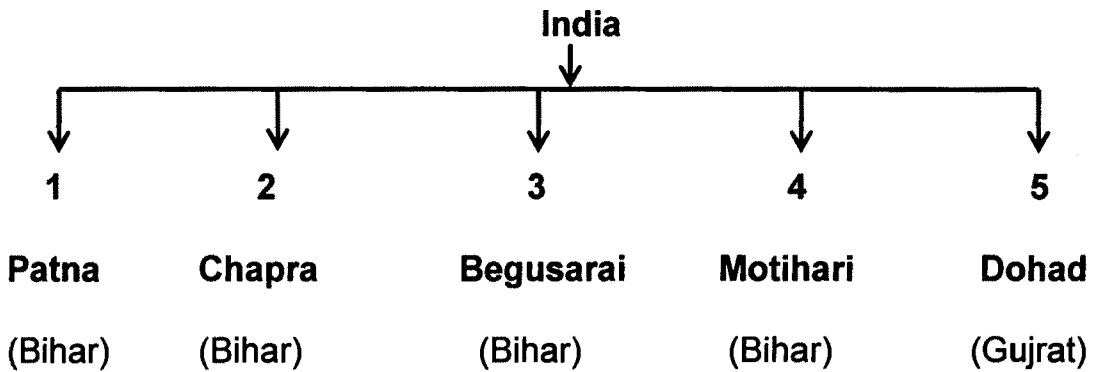 India
1 2 3 4 5
Patna Chapra Begusarai Motihari Dohad
(Bihar) (Bihar) (Bihar) (Bihar) (Gujrat)